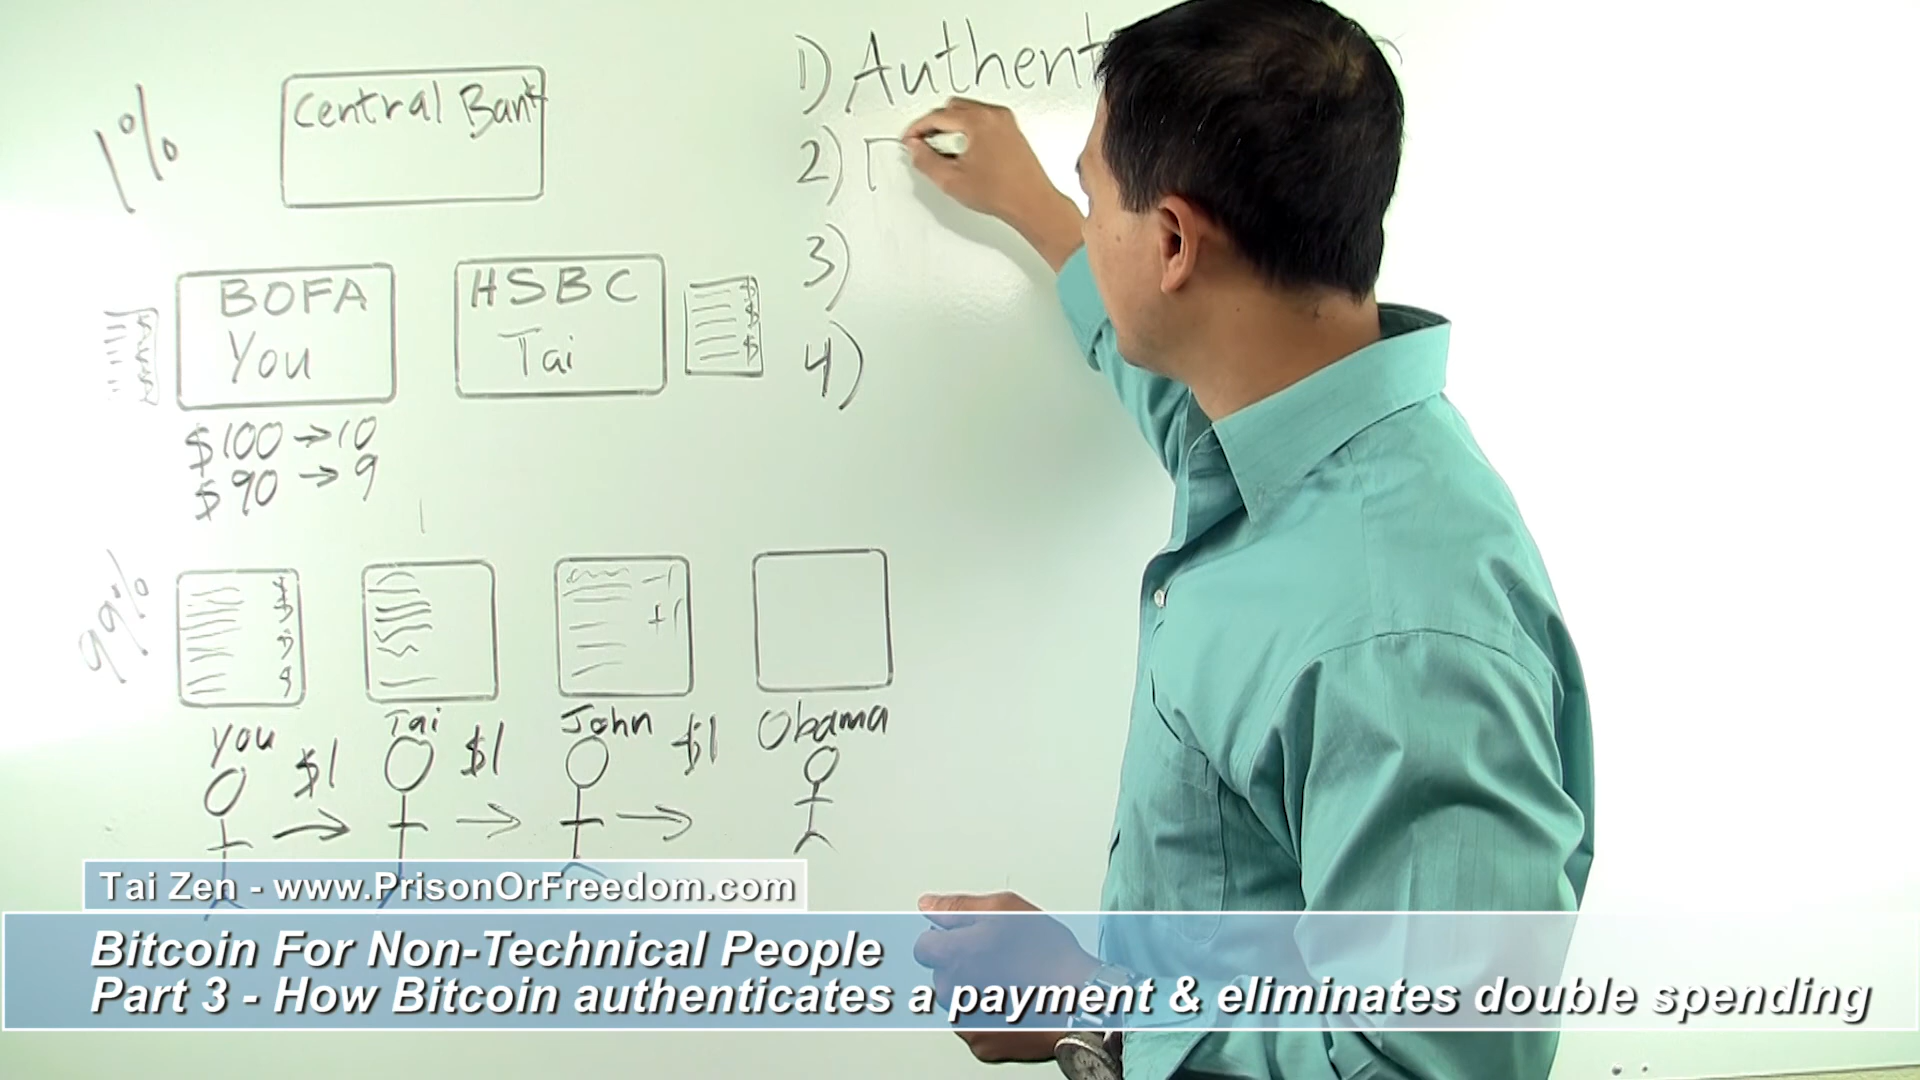 1%
Central Bank
BOFA
You
HSBC
Tai
$ $ $
$100 → 10
$90 → 9
1) Authent
2)
3)
4)
99%
-1
+1
You
Tai
John
Obama
$1
$1
$1
Tai Zen - www.PrisonOrFreedom.com
Bitcoin For Non-Technical People
Part 3 - How Bitcoin authenticates a payment & eliminates double spending